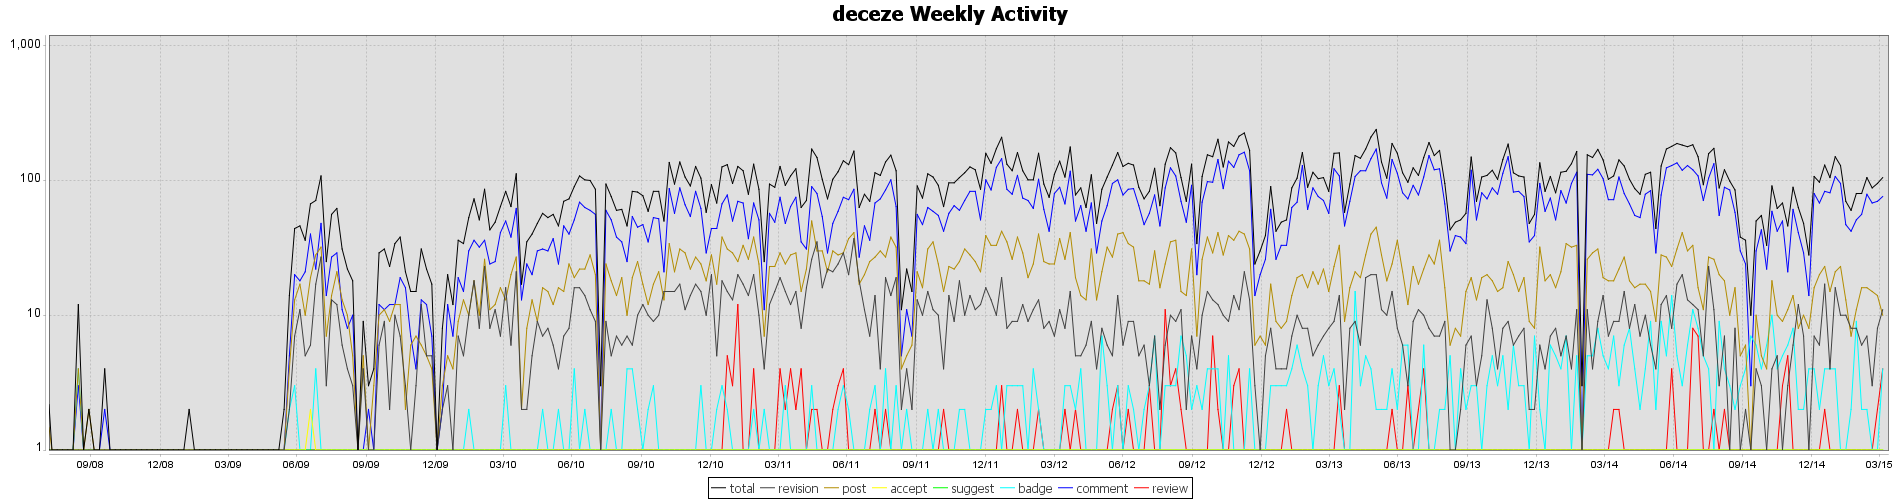 deceze Weekly Activity
1,000
100
10
1
09/08 12/08 03/09 06/09 09/09 12/09 03/10 06/10 09/10 12/10 03/11 06/11 09/11 12/11 03/12 06/12 09/12 12/12 03/13 06/13 09/13 12/13 03/14 06/14 09/14 12/14 03/15
total revision post accept suggest badge comment review